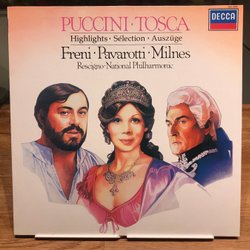 PUCCINI·TOSCA
DECCA
Highlights · Sélection · Auszüge
Freni · Pavarotti · Milnes
Rescigno · National Philharmonic